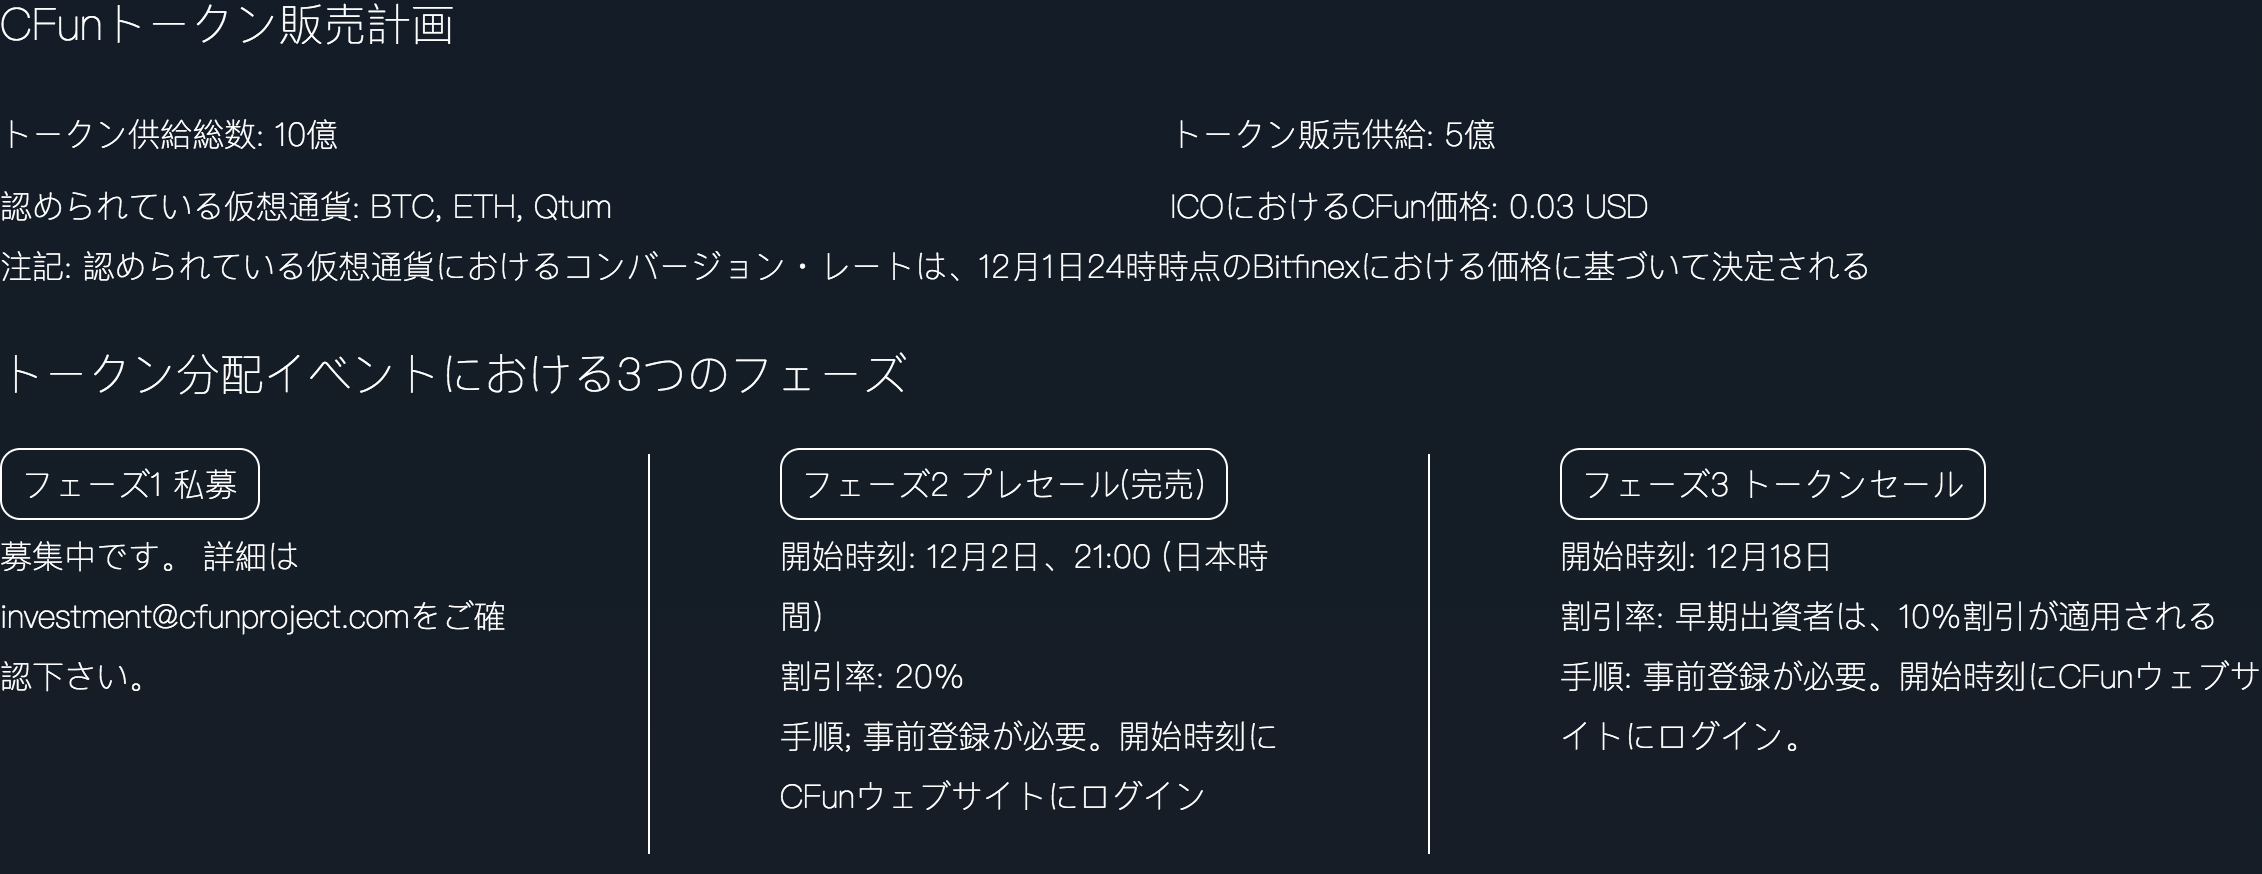 CFunトークン販売計画
トークン供給総数: 10億
トークン販売供給: 5億
認められている仮想通貨: BTC, ETH, Qtum
ICOにおけるCFun価格: 0.03 USD
注記: 認められている仮想通貨におけるコンバージョン・レートは、12月1日24時時点のBitfinexにおける価格に基づいて決定される
トークン分配イベントにおける3つのフェーズ
フェーズ1 私募
募集中です。 詳細は
investment@cfunproject.comをご確
認下さい。
フェーズ2 プレセール(完売)
開始時刻: 12月2日、21:00 (日本時
間)
割引率: 20%
手順; 事前登録が必要。開始時刻に
CFunウェブサイトにログイン
フェーズ3 トークンセール
開始時刻: 12月18日
割引率: 早期出資者は、10%割引が適用される
手順: 事前登録が必要。開始時刻にCFunウェブサ
イトにログイン。